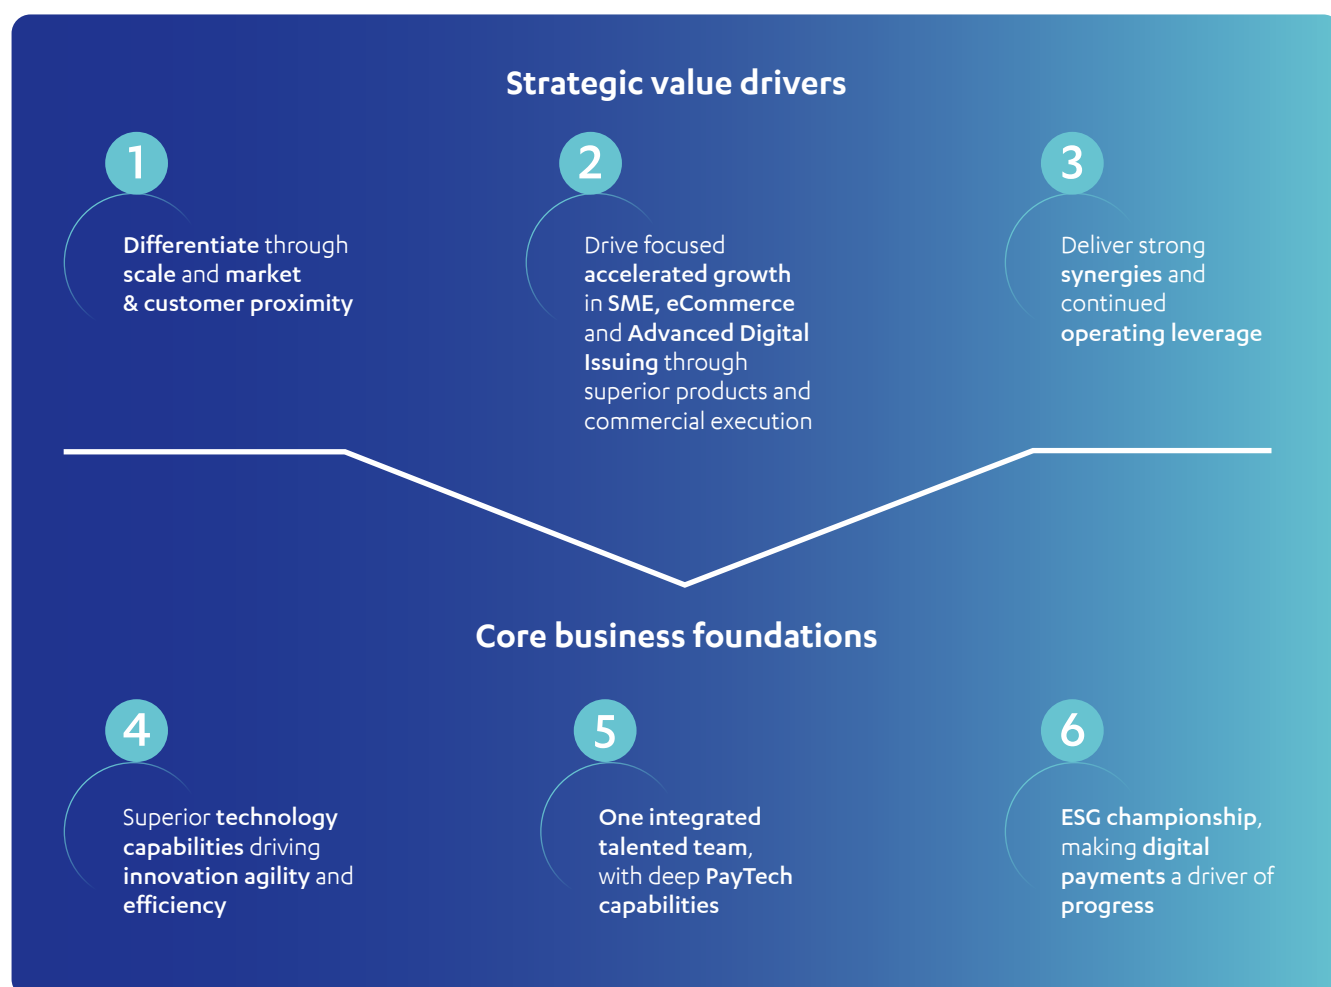 Strategic value drivers
1
Differentiate through
scale and market
& customer proximity
2
Drive focused
accelerated growth
in SME, eCommerce
and Advanced Digital
Issuing through
superior products and
commercial execution
3
Deliver strong
synergies and
continued
operating leverage
Core business foundations
4
Superior technology
capabilities driving
innovation agility and
efficiency
5
One integrated
talented team,
with deep PayTech
capabilities
6
ESG championship,
making digital
payments a driver of
progress